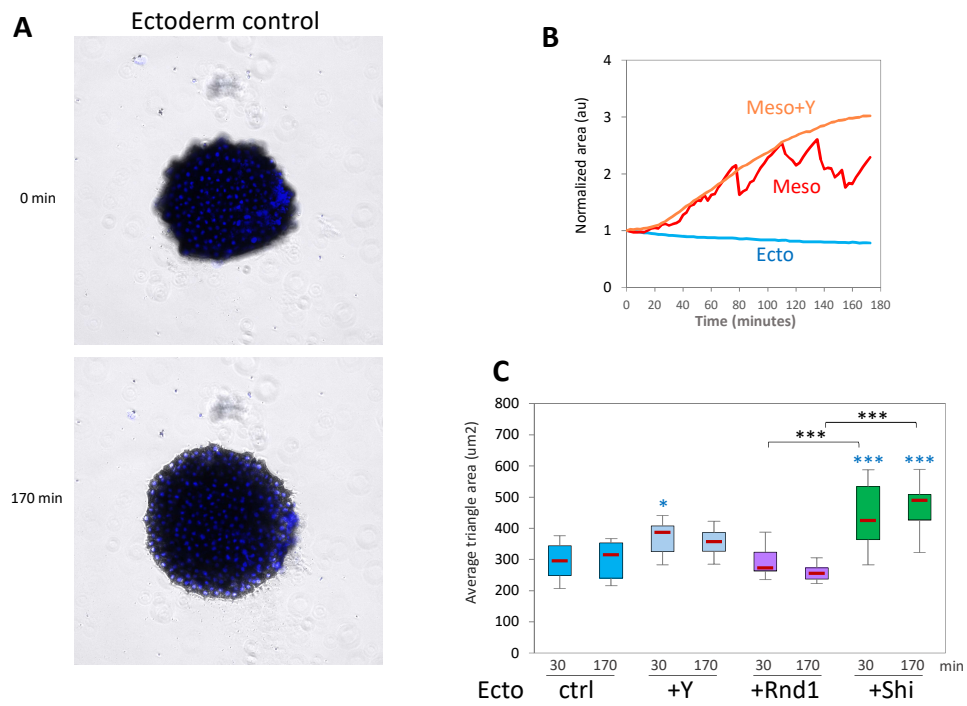 A
Ectoderm control
0 min
170 min
B
Normalized area (au)
4
3
2
1
0
Meso+Y
Meso
Ecto
0 20 40 60 80 100 120 140 160 180
Time (minutes)
C
Average triangle area (um2)
800
700
600
500
400
300
200
100
0
***
***
*
***
***
30 170 30 170 30 170 30 170 min
Ecto ctrl +Y +Rnd1 +Shi